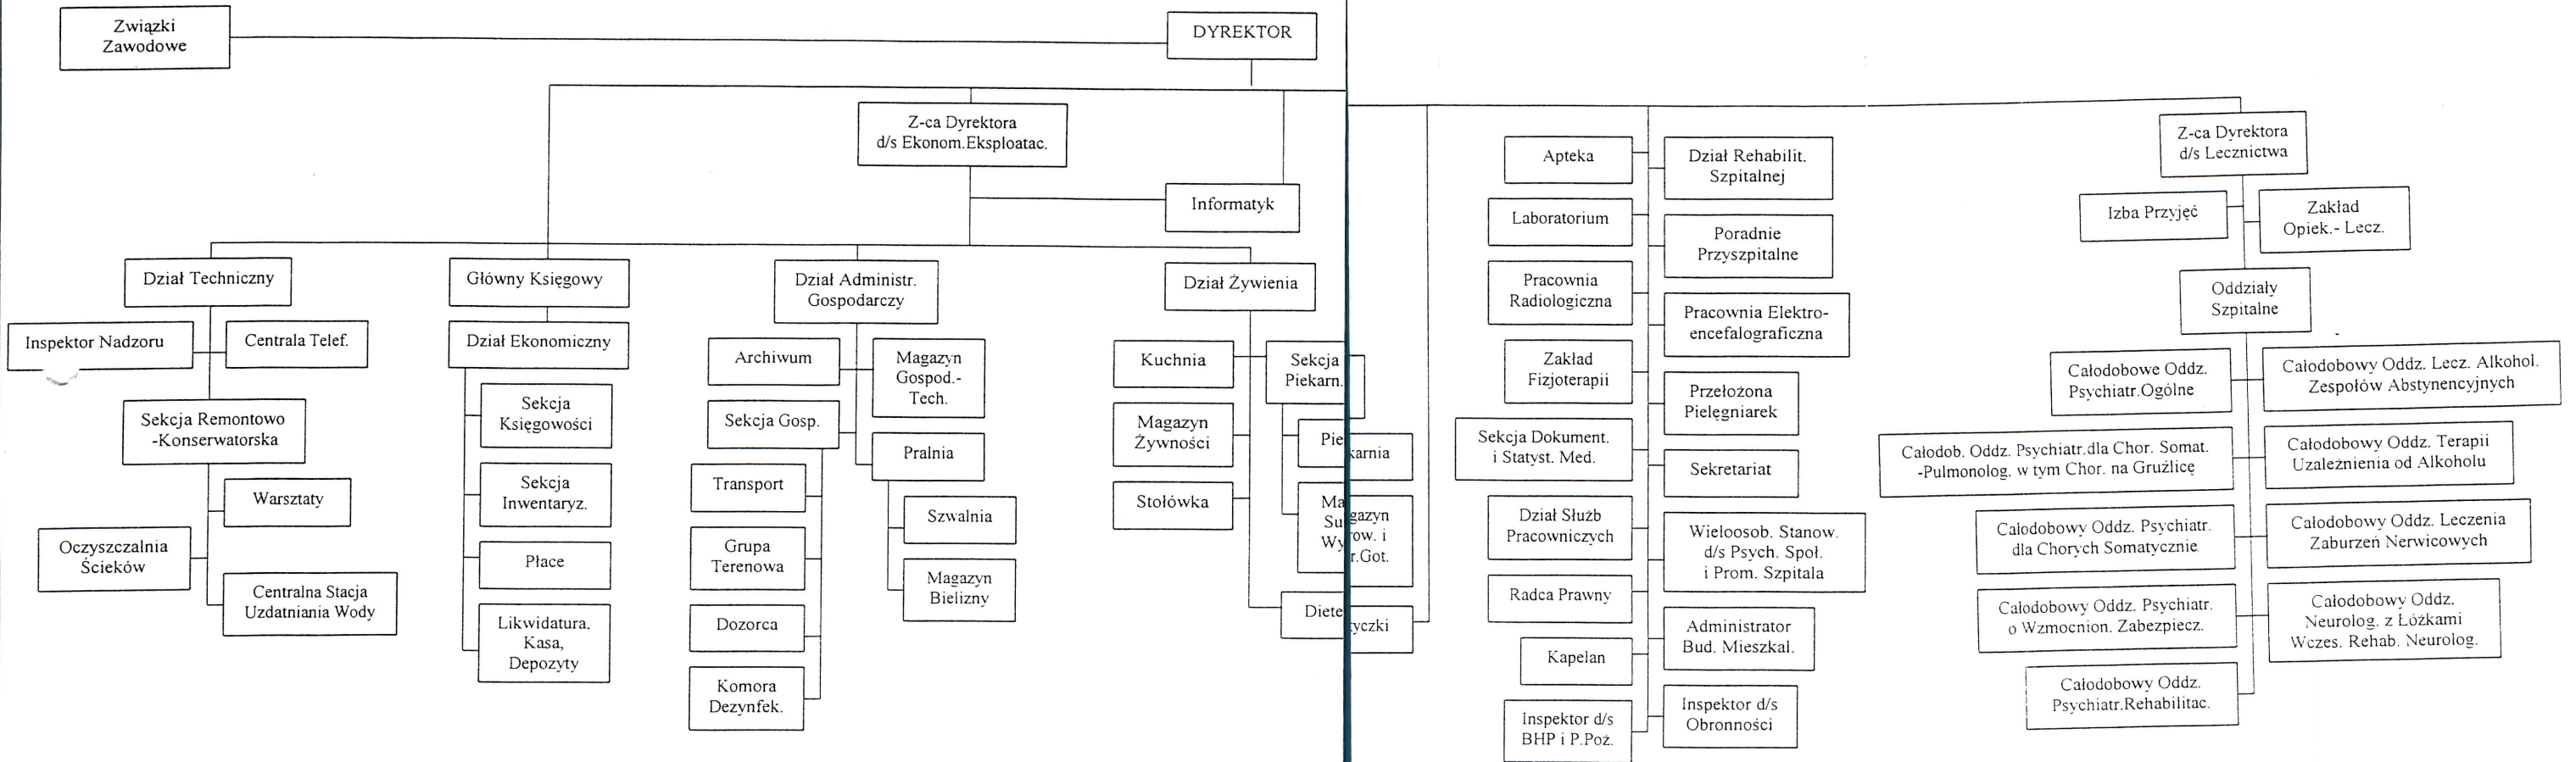 Związki
Zawodowe
DYREKTOR
Z-ca Dyrektora
d/s Ekonom.Eksploatac.
Informatyk
Dział Techniczny
Inspektor Nadzoru
Centrala Telef.
Sekcja Remontowo
-Konserwatorska
Warsztaty
Oczyszczalnia
Ścieków
Centralna Stacja
Uzdatniania Wody
Główny Księgowy
Dział Ekonomiczny
Sekcja
Księgowości
Sekcja
Inwentaryz.
Płace
Likwidatura,
Kasa,
Depozyty
Dział Administr.
Gospodarczy
Archiwum
Magazyn
Gospod.-
Tech.
Sekcja Gosp.
Pralnia
Transport
Grupa
Terenowa
Dozorca
Komora
Dezynfek.
Szwalnia
Magazyn
Bielizny
Dział Żywienia
Kuchnia
Sekcja
Piekarn.
Magazyn
Żywności
Stołówka
Piekarnia
Magazyn
Surow. i
Wyr.Got.
Dietetyczki
Apteka
Dział Rehabilit.
Szpitalnej
Laboratorium
Poradnie
Przyszpitalne
Pracownia
Radiologiczna
Pracownia Elektro-
encefalograficzna
Zakład
Fizjoterapii
Przełożona
Pielęgniarek
Sekcja Dokument.
i Statyst. Med.
Sekretariat
Dział Służb
Pracowniczych
Wieloosob. Stanow.
d/s Psych. Społ.
i Prom. Szpitala
Radca Prawny
Administrator
Bud. Mieszkal.
Kapelan
Inspektor d/s
Obronności
Inspektor d/s
BHP i P.Poż.
Z-ca Dyrektora
d/s Lecznictwa
Izba Przyjęć
Zakład
Opiek.- Lecz.
Oddziały
Szpitalne
Całodobowe Oddz.
Psychiatr.Ogólne
Całodobowy Oddz. Lecz. Alkohol.
Zespołów Abstynencyjnych
Całodob. Oddz. Psychiatr.dla Chor. Somat.
-Pulmonolog. w tym Chor. na Gruźlicę
Całodobowy Oddz. Terapii
Uzależnienia od Alkoholu
Całodobowy Oddz. Psychiatr.
dla Chorych Somatycznie
Całodobowy Oddz. Leczenia
Zaburzeń Nerwicowych
Całodobowy Oddz. Psychiatr.
o Wzmocnion. Zabezpiecz.
Całodobowy Oddz.
Neurolog. z Łóżkami
Wczes. Rehab. Neurolog.
Całodobowy Oddz.
Psychiatr.Rehabilitac.